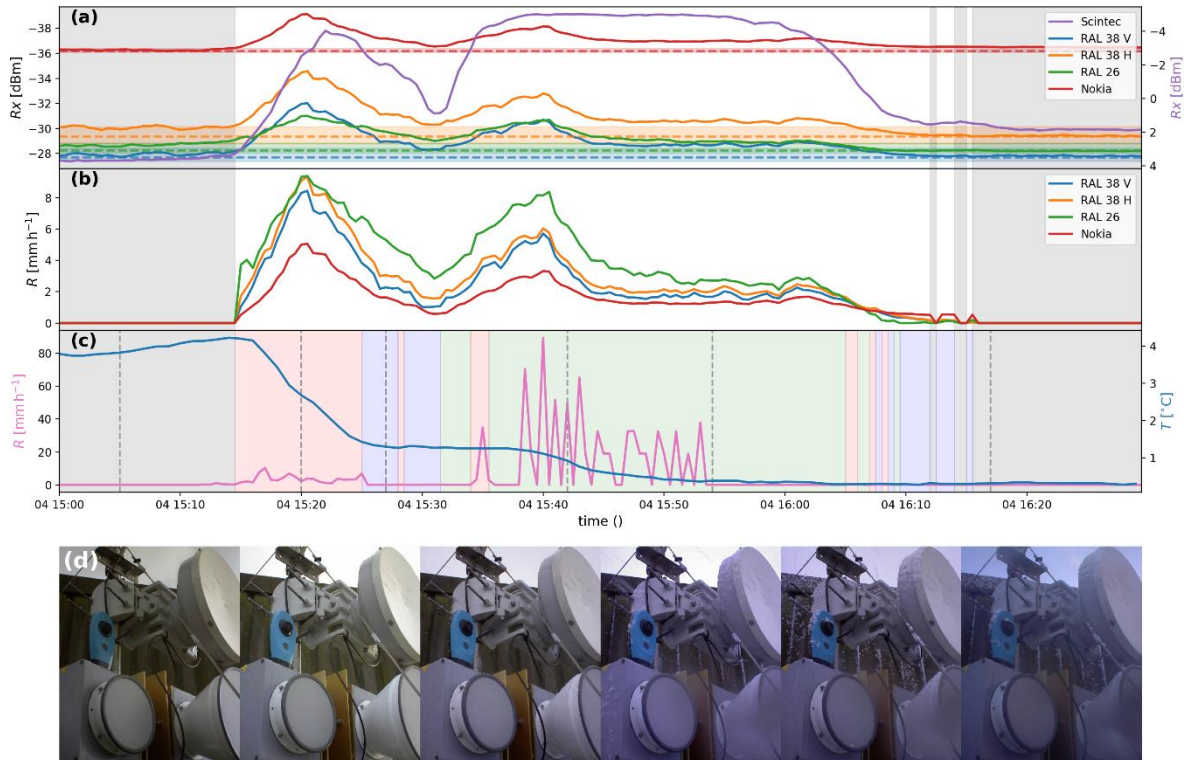 (a)
−38
−36
−34
−32
−30
−28
Rx [dBm]
−4
−2
0
2
4
Rx [dBm]
Scintec
RAL 38 V
RAL 38 H
RAL 26
Nokia
(b)
8
6
4
2
0
R [mm h⁻¹]
RAL 38 V
RAL 38 H
RAL 26
Nokia
(c)
80
60
40
20
0
R [mm h⁻¹]
4
3
2
1
T [°C]
04 15:00 04 15:10 04 15:20 04 15:30 04 15:40 04 15:50 04 16:00 04 16:10 04 16:20
time ()
(d)